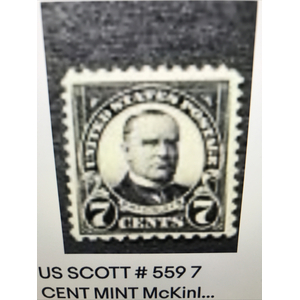 UNITED STATES POSTAGE
7 7
CENTS
US SCOTT # 559 7
CENT MINT McKinl...